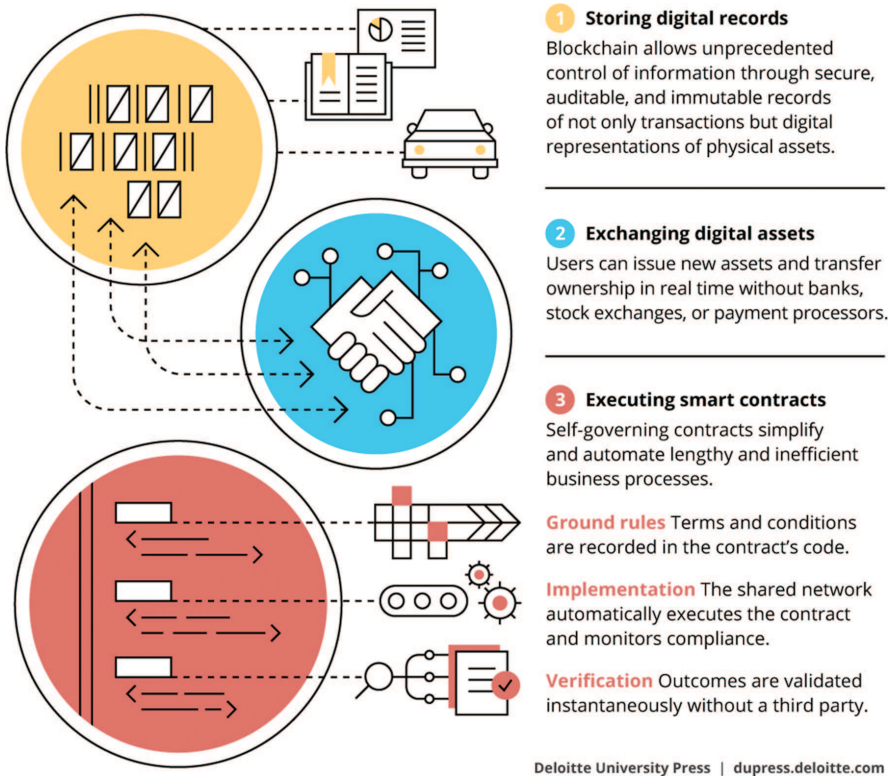 1 Storing digital records
Blockchain allows unprecedented
control of information through secure,
auditable, and immutable records
of not only transactions but digital
representations of physical assets.
2 Exchanging digital assets
Users can issue new assets and transfer
ownership in real time without banks,
stock exchanges, or payment processors.
3 Executing smart contracts
Self-governing contracts simplify
and automate lengthy and inefficient
business processes.
Ground rules Terms and conditions
are recorded in the contract’s code.
Implementation The shared network
automatically executes the contract
and monitors compliance.
Verification Outcomes are validated
instantaneously without a third party.
Deloitte University Press | dupress.deloitte.com